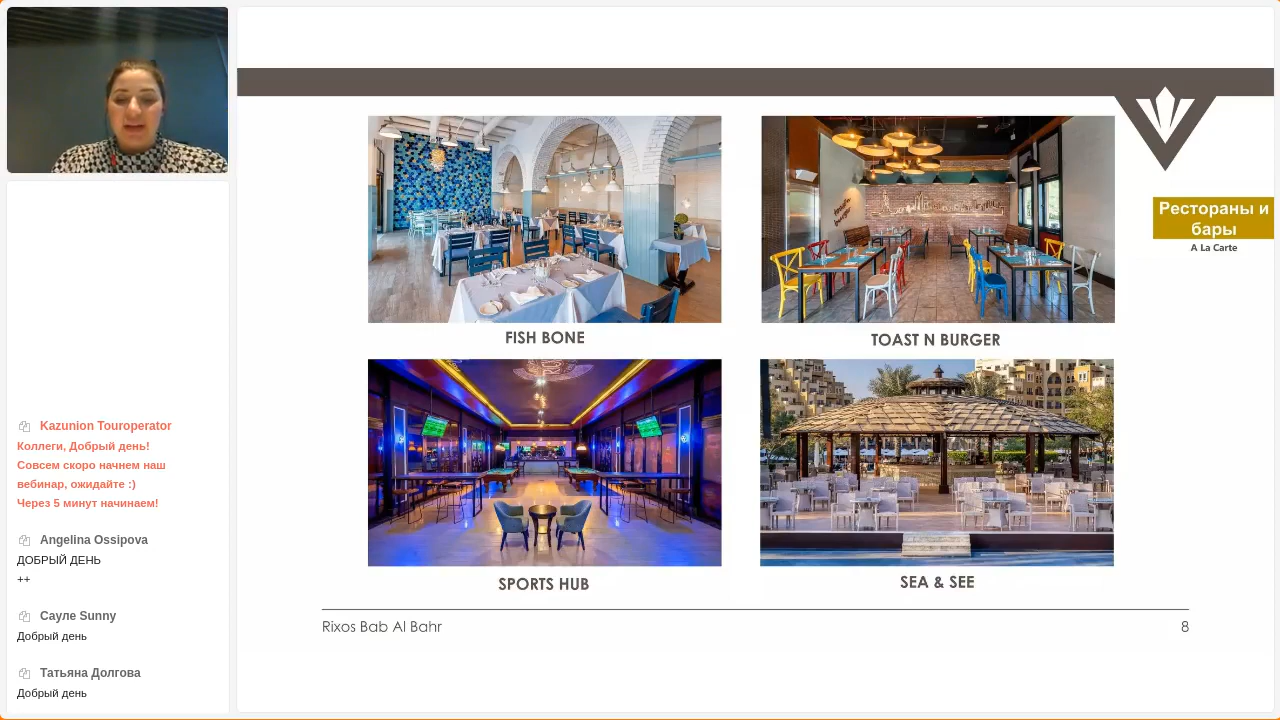 Рестораны и
бары
A La Carte
FISH BONE
TOAST N BURGER
SPORTS HUB
SEA & SEE
Rixos Bab Al Bahr
8
Kazunion Touroperator
Коллеги, Добрый день!
Совсем скоро начнем наш
вебинар, ожидайте :)
Через 5 минут начинаем!
Angelina Ossipova
ДОБРЫЙ ДЕНЬ
++
Сауле Sunny
Добрый день
Татьяна Долгова
Добрый день